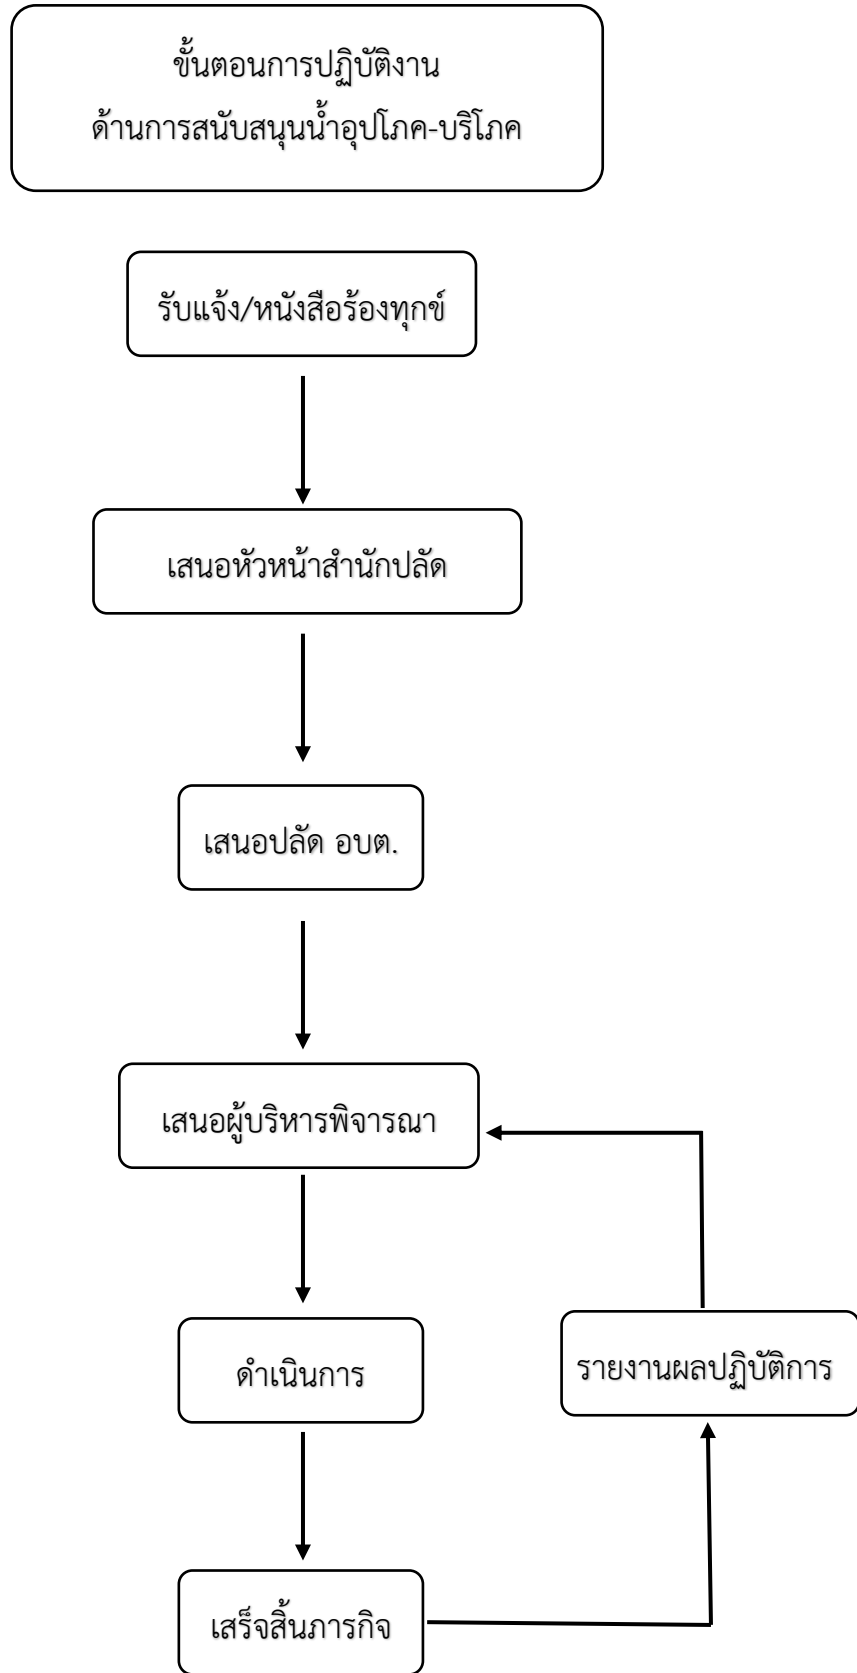 ขั้นตอนการปฏิบัติงาน
ด้านการสนับสนุนน้ำอุปโภค-บริโภค
รับแจ้ง/หนังสือร้องทุกข์
เสนอหัวหน้าสำนักปลัด
เสนอปลัด อบต.
เสนอผู้บริหารพิจารณา
ดำเนินการ
รายงานผลปฏิบัติการ
เสร็จสิ้นภารกิจ